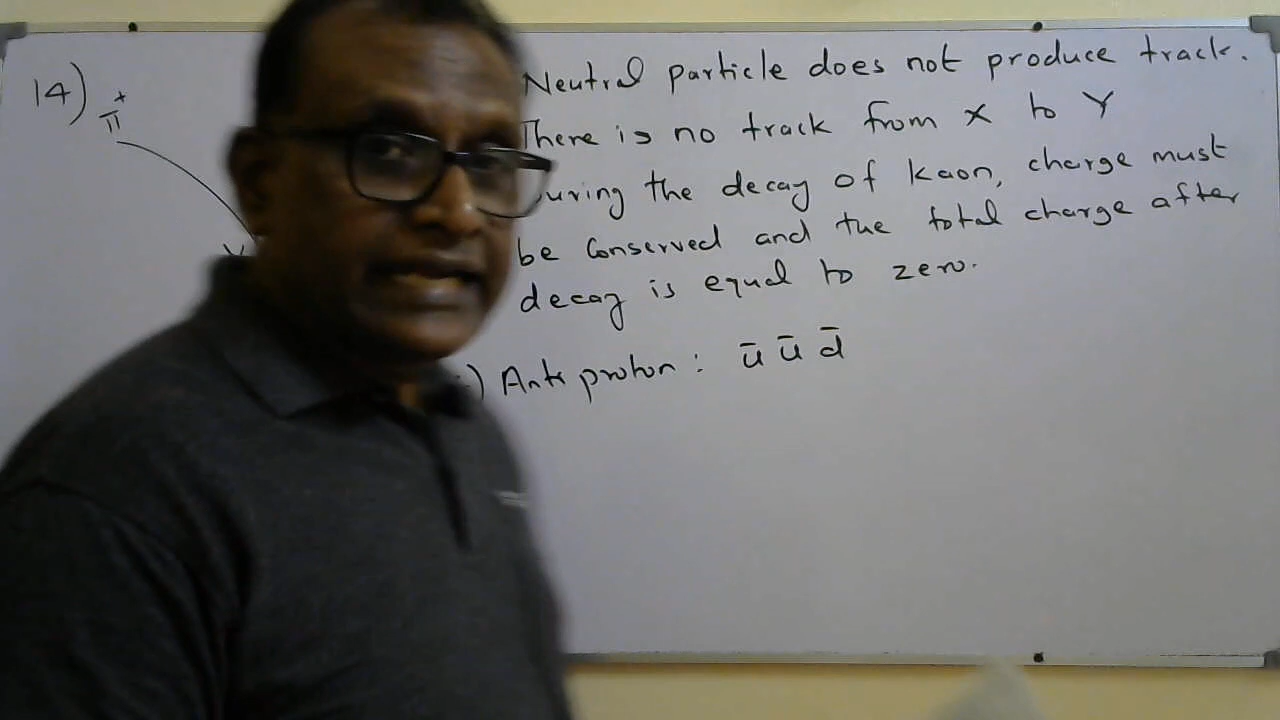 14) π⁺
Neutral particle does not produce track.
There is no track from X to Y
During the decay of kaon, charge must
be Conserved and the total charge after
decay is equal to zero.
) Anti proton : ū ū d̄